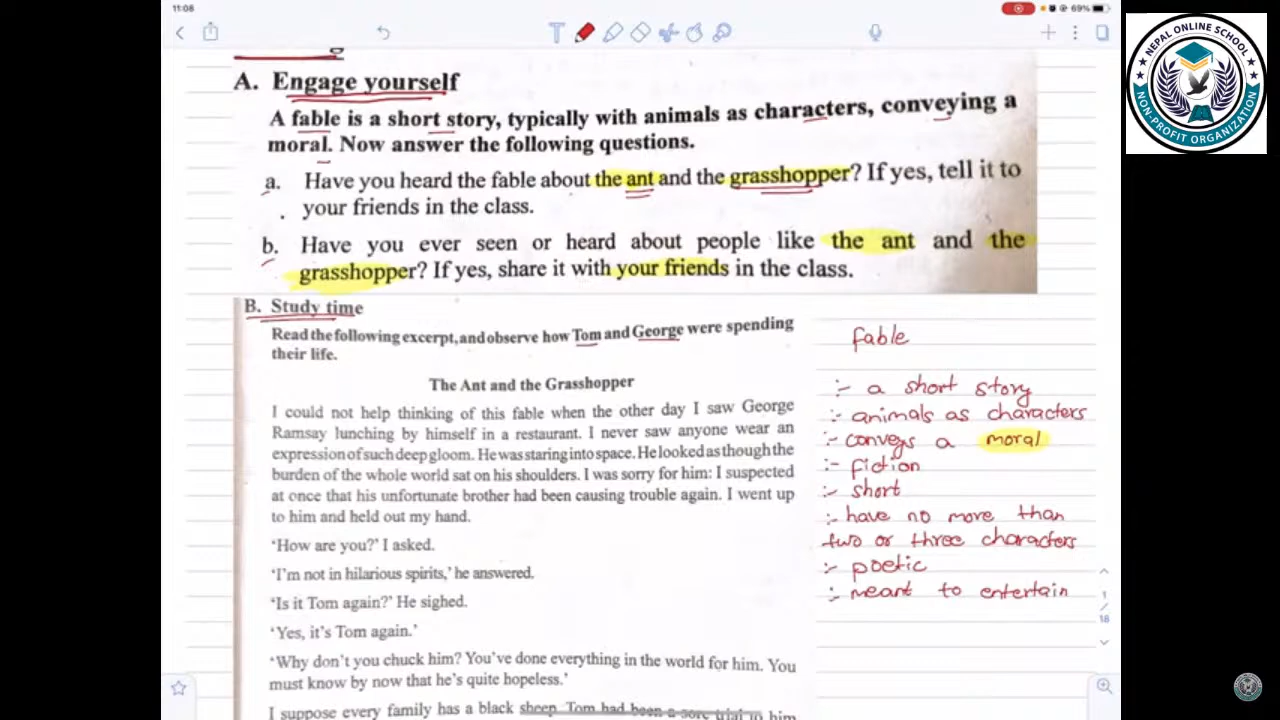 11:08
69%
A. Engage yourself
A fable is a short story, typically with animals as characters, conveying a
moral. Now answer the following questions.
a. Have you heard the fable about the ant and the grasshopper? If yes, tell it to
your friends in the class.
b. Have you ever seen or heard about people like the ant and the
grasshopper? If yes, share it with your friends in the class.
B. Study time
Read the following excerpt, and observe how Tom and George were spending
their life.
The Ant and the Grasshopper
I could not help thinking of this fable when the other day I saw George
Ramsay lunching by himself in a restaurant. I never saw anyone wear an
expression of such deep gloom. He was staring into space. He looked as though the
burden of the whole world sat on his shoulders. I was sorry for him: I suspected
at once that his unfortunate brother had been causing trouble again. I went up
to him and held out my hand.
'How are you?' I asked.
'I'm not in hilarious spirits,' he answered.
'Is it Tom again?' He sighed.
'Yes, it's Tom again.'
'Why don't you chuck him? You've done everything in the world for him. You
must know by now that he's quite hopeless.'
I suppose every family has a black sheep. Tom had been a sore trial to him
fable
:- a short story
:- animals as characters
:- conveys a moral
:- fiction
:- short
:- have no more than
two or three characters
:- poetic
:- meant to entertain
1
/
18
NEPAL ONLINE SCHOOL
NON-PROFIT ORGANIZATION